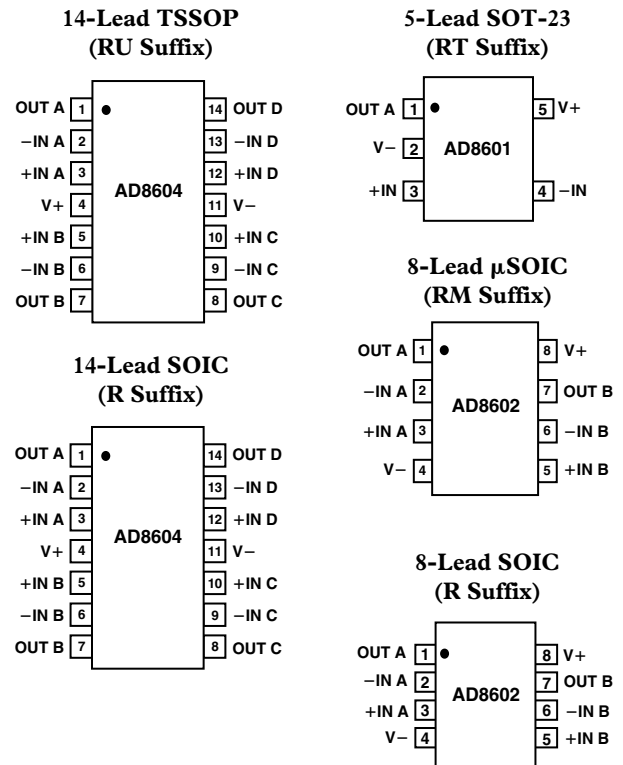 14-Lead TSSOP
(RU Suffix)
OUT A 1 14 OUT D
−IN A 2 13 −IN D
+IN A 3 12 +IN D
AD8604
V+ 4 11 V−
+IN B 5 10 +IN C
−IN B 6 9 −IN C
OUT B 7 8 OUT C
14-Lead SOIC
(R Suffix)
OUT A 1 14 OUT D
−IN A 2 13 −IN D
+IN A 3 12 +IN D
AD8604
V+ 4 11 V−
+IN B 5 10 +IN C
−IN B 6 9 −IN C
OUT B 7 8 OUT C
5-Lead SOT-23
(RT Suffix)
OUT A 1 5 V+
V− 2 AD8601
+IN 3 4 −IN
8-Lead µSOIC
(RM Suffix)
OUT A 1 8 V+
−IN A 2 7 OUT B
AD8602
+IN A 3 6 −IN B
V− 4 5 +IN B
8-Lead SOIC
(R Suffix)
OUT A 1 8 V+
−IN A 2 7 OUT B
AD8602
+IN A 3 6 −IN B
V− 4 5 +IN B